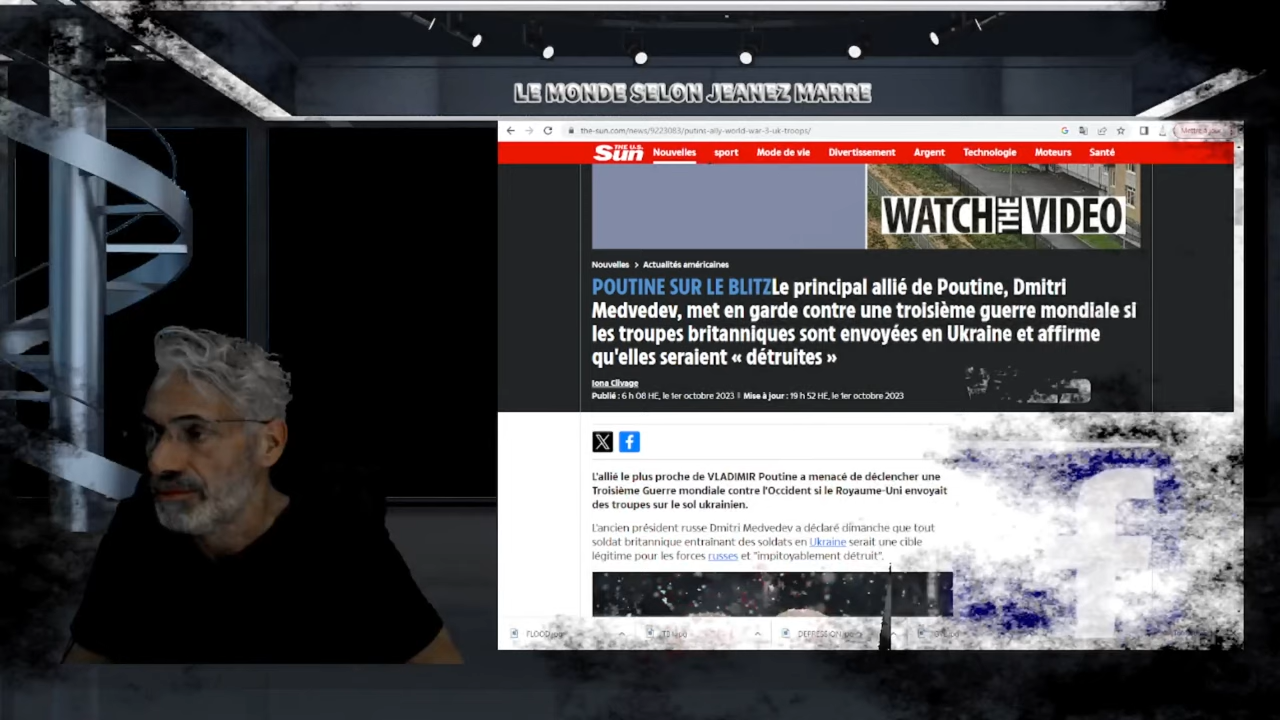 LE MONDE SELON JEANEZ MARRE
the-sun.com/news/9223083/putins-ally-world-war-3-uk-troops/
Mettre à jour
THE U.S. Sun
Nouvelles sport Mode de vie Divertissement Argent Technologie Moteurs Santé
WATCH THE VIDEO
Nouvelles > Actualités américaines
POUTINE SUR LE BLITZLe principal allié de Poutine, Dmitri
Medvedev, met en garde contre une troisième guerre mondiale si
les troupes britanniques sont envoyées en Ukraine et affirme
qu'elles seraient « détruites »
Iona Clivage
Publié : 6 h 08 HE, le 1er octobre 2023 Mise à jour : 19 h 52 HE, le 1er octobre 2023
L'allié le plus proche de VLADIMIR Poutine a menacé de déclencher une
Troisième Guerre mondiale contre l'Occident si le Royaume-Uni envoyait
des troupes sur le sol ukrainien.
L'ancien président russe Dmitri Medvedev a déclaré dimanche que tout
soldat britannique entraînant des soldats en Ukraine serait une cible
légitime pour les forces russes et "impitoyablement détruit".
FLOOD.jpg